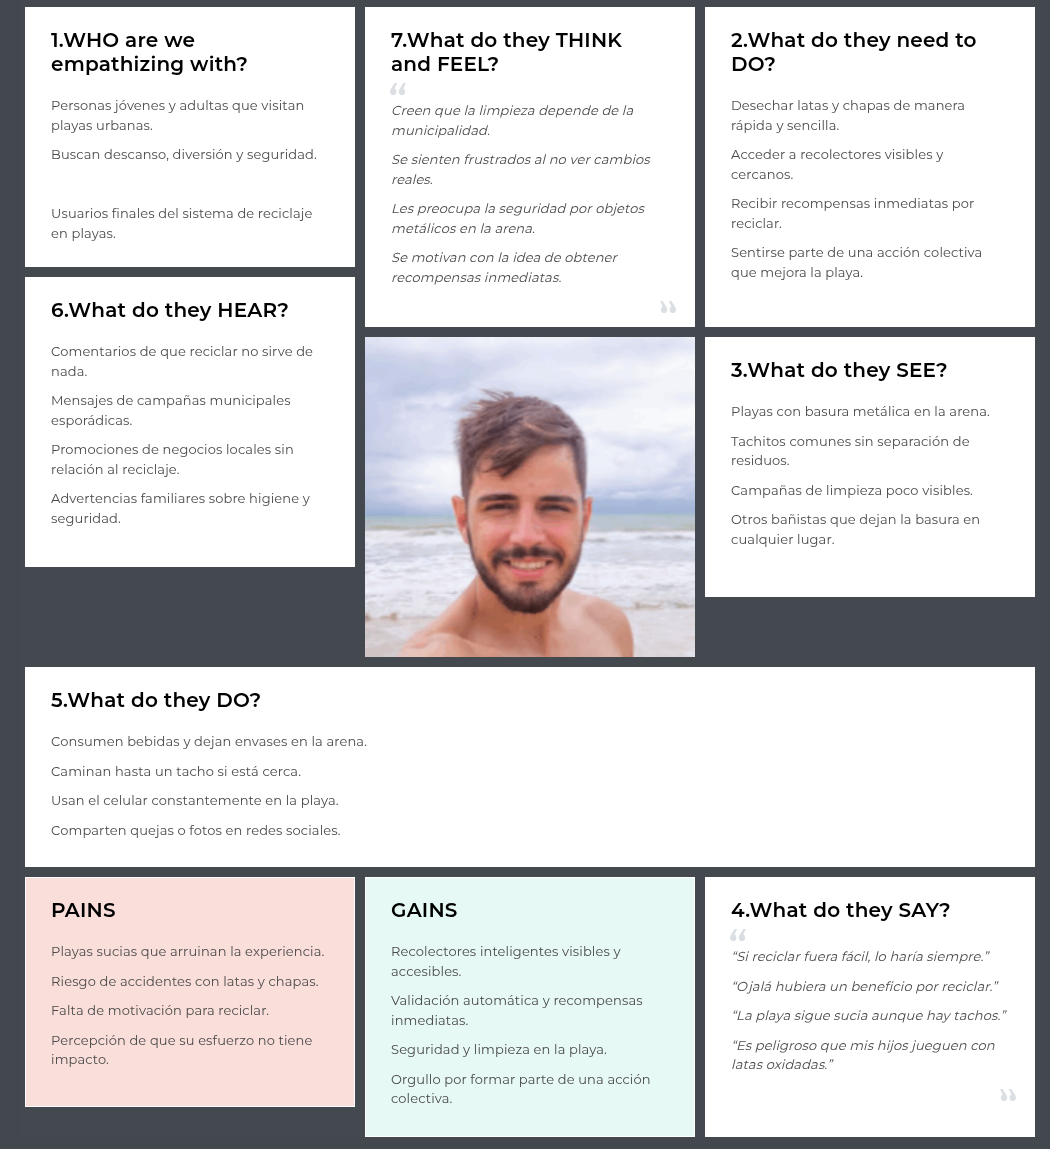 1.WHO are we
empathizing with?
Personas jóvenes y adultas que visitan
playas urbanas.
Buscan descanso, diversión y seguridad.
Usuarios finales del sistema de reciclaje
en playas.
7.What do they THINK
and FEEL?
“
Creen que la limpieza depende de la
municipalidad.
Se sienten frustrados al no ver cambios
reales.
Les preocupa la seguridad por objetos
metálicos en la arena.
Se motivan con la idea de obtener
recompensas inmediatas.
”
2.What do they need to
DO?
Desechar latas y chapas de manera
rápida y sencilla.
Acceder a recolectores visibles y
cercanos.
Recibir recompensas inmediatas por
reciclar.
Sentirse parte de una acción colectiva
que mejora la playa.
6.What do they HEAR?
Comentarios de que reciclar no sirve de
nada.
Mensajes de campañas municipales
esporádicas.
Promociones de negocios locales sin
relación al reciclaje.
Advertencias familiares sobre higiene y
seguridad.
3.What do they SEE?
Playas con basura metálica en la arena.
Tachitos comunes sin separación de
residuos.
Campañas de limpieza poco visibles.
Otros bañistas que dejan la basura en
cualquier lugar.
5.What do they DO?
Consumen bebidas y dejan envases en la arena.
Caminan hasta un tacho si está cerca.
Usan el celular constantemente en la playa.
Comparten quejas o fotos en redes sociales.
PAINS
Playas sucias que arruinan la experiencia.
Riesgo de accidentes con latas y chapas.
Falta de motivación para reciclar.
Percepción de que su esfuerzo no tiene
impacto.
GAINS
Recolectores inteligentes visibles y
accesibles.
Validación automática y recompensas
inmediatas.
Seguridad y limpieza en la playa.
Orgullo por formar parte de una acción
colectiva.
4.What do they SAY?
“
“Si reciclar fuera fácil, lo haría siempre.”
“Ojalá hubiera un beneficio por reciclar.”
“La playa sigue sucia aunque hay tachos.”
“Es peligroso que mis hijos jueguen con
latas oxidadas.”
”